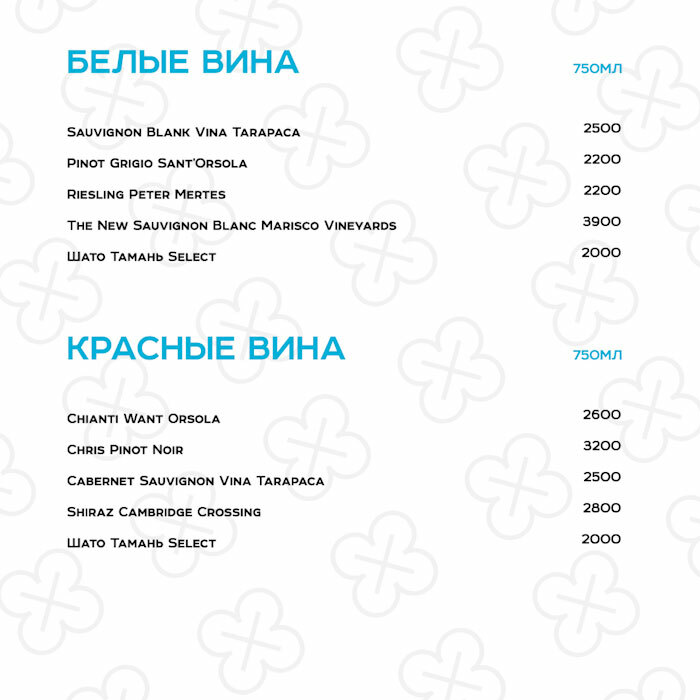 БЕЛЫЕ ВИНА 750МЛ
Sauvignon Blank Vina Tarapaca 2500
Pinot Grigio Sant'Orsola 2200
Riesling Peter Mertes 2200
The New Sauvignon Blanc Marisco Vineyards 3900
Шато Тамань Select 2000
КРАСНЫЕ ВИНА 750МЛ
Chianti Want Orsola 2600
Chris Pinot Noir 3200
Cabernet Sauvignon Vina Tarapaca 2500
Shiraz Cambridge Crossing 2800
Шато Тамань Select 2000